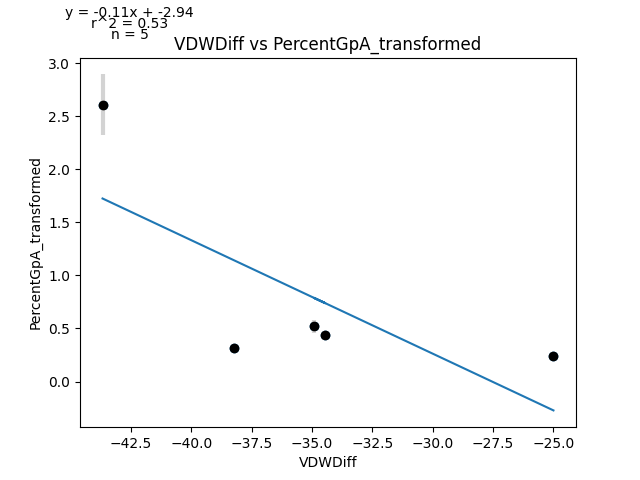 y = -0.11x + -2.94
r^2 = 0.53
n = 5
VDWDiff vs PercentGpA_transformed
3.0
2.5
2.0
1.5
1.0
0.5
0.0
PercentGpA_transformed
−42.5 −40.0 −37.5 −35.0 −32.5 −30.0 −27.5 −25.0
VDWDiff